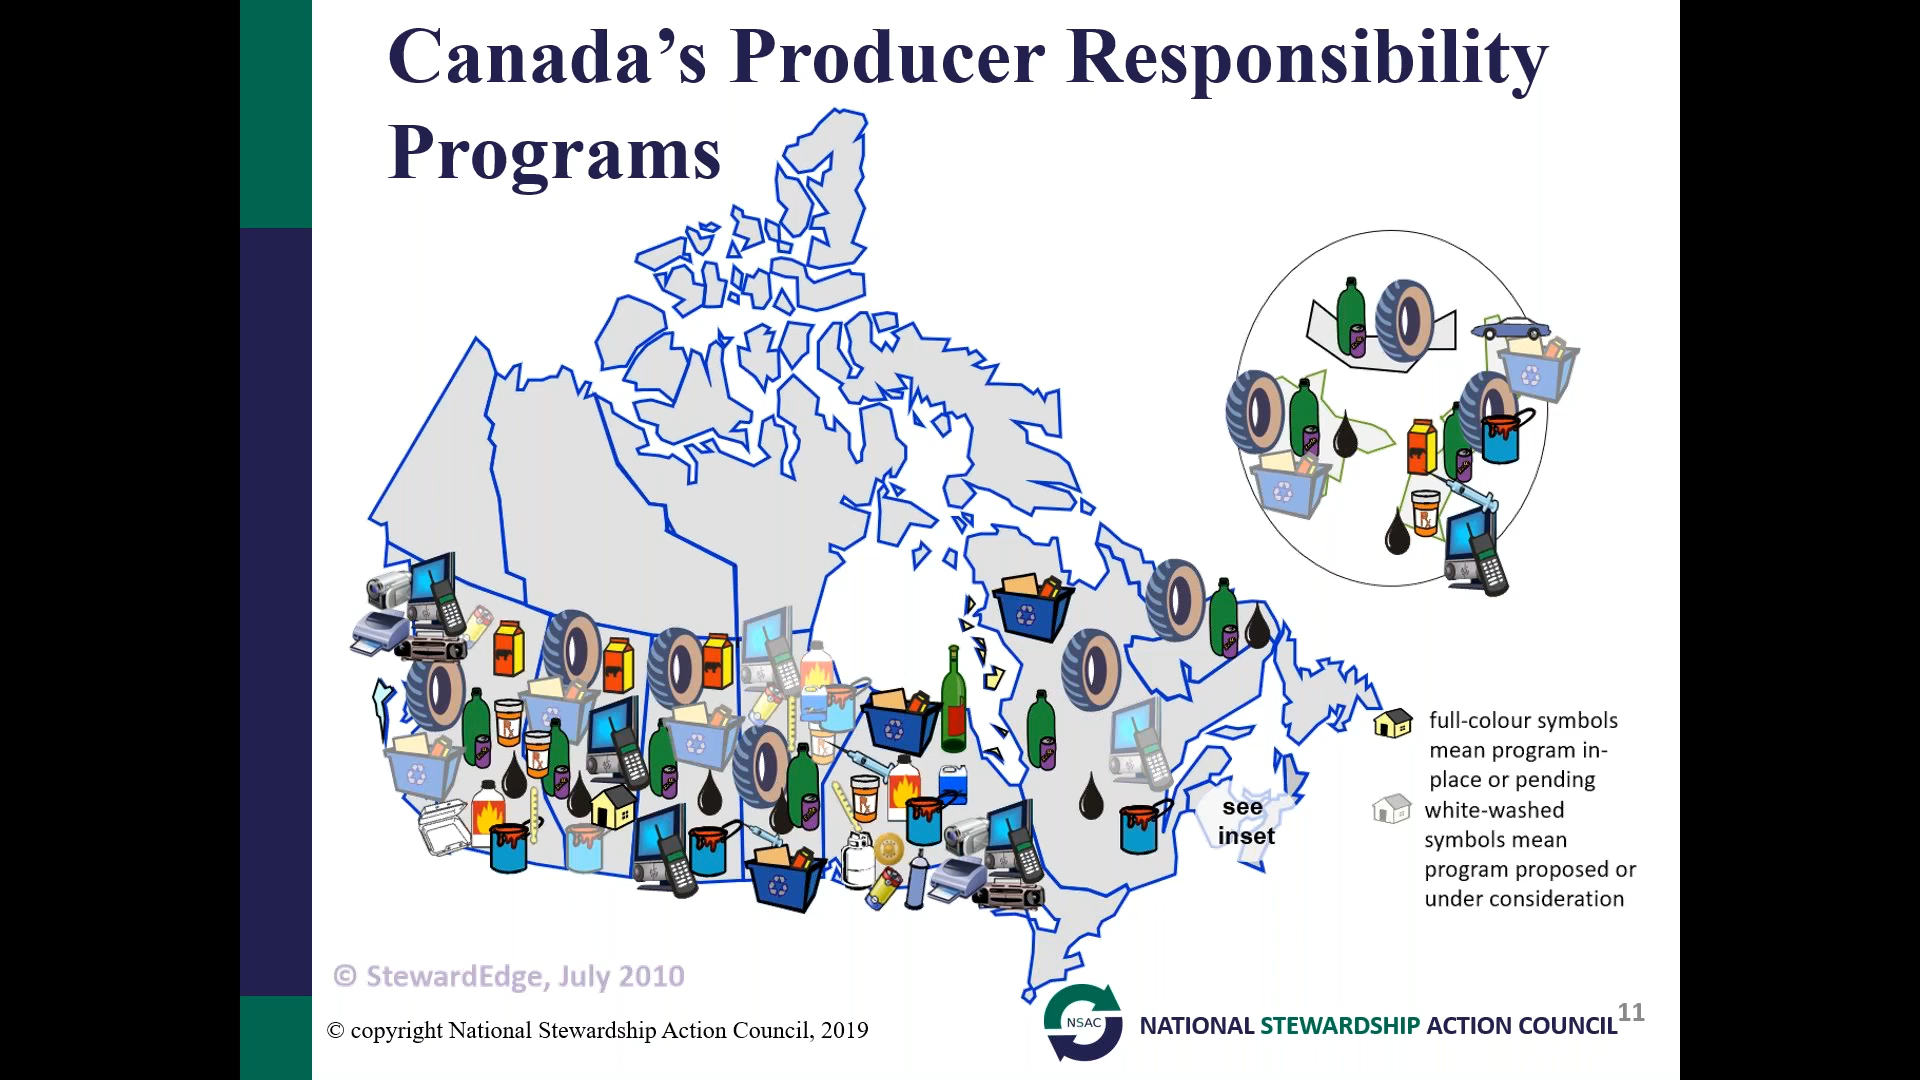 Canada’s Producer Responsibility
Programs
see
inset
full-colour symbols
mean program in-
place or pending
white-washed
symbols mean
program proposed or
under consideration
© StewardEdge, July 2010
© copyright National Stewardship Action Council, 2019
NSAC
NATIONAL STEWARDSHIP ACTION COUNCIL
11